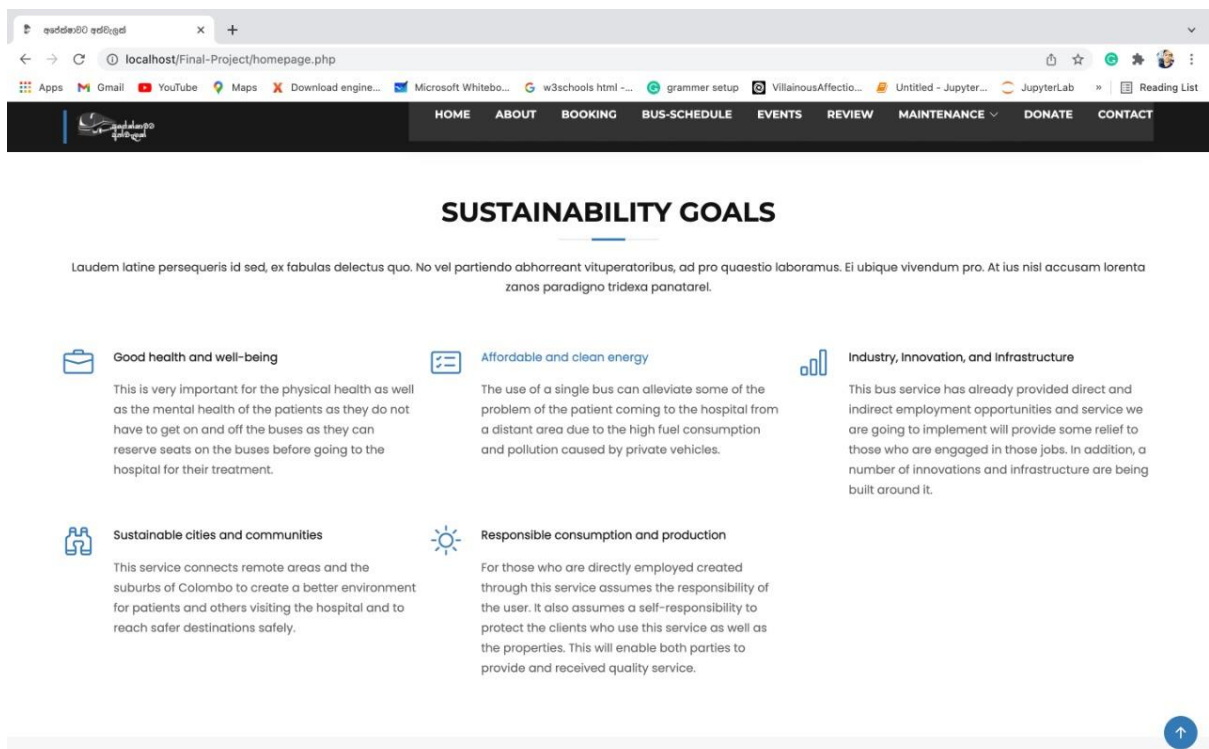 localhost/Final-Project/homepage.php
Apps Gmail YouTube Maps Download engine... Microsoft Whitebo... w3schools html -... grammer setup VillainousAffectio... Untitled - Jupyter... JupyterLab » Reading List
HOME ABOUT BOOKING BUS-SCHEDULE EVENTS REVIEW MAINTENANCE DONATE CONTACT
SUSTAINABILITY GOALS
Laudem latine persequeris id sed, ex fabulas delectus quo. No vel partiendo abhorreant vituperatoribus, ad pro quaestio laboramus. Ei ubique vivendum pro. At ius nisl accusam lorenta
zanos paradigno tridexa panatarel.
Good health and well-being
This is very important for the physical health as well
as the mental health of the patients as they do not
have to get on and off the buses as they can
reserve seats on the buses before going to the
hospital for their treatment.
Affordable and clean energy
The use of a single bus can alleviate some of the
problem of the patient coming to the hospital from
a distant area due to the high fuel consumption
and pollution caused by private vehicles.
Industry, Innovation, and Infrastructure
This bus service has already provided direct and
indirect employment opportunities and service we
are going to implement will provide some relief to
those who are engaged in those jobs. In addition, a
number of innovations and infrastructure are being
built around it.
Sustainable cities and communities
This service connects remote areas and the
suburbs of Colombo to create a better environment
for patients and others visiting the hospital and to
reach safer destinations safely.
Responsible consumption and production
For those who are directly employed created
through this service assumes the responsibility of
the user. It also assumes a self-responsibility to
protect the clients who use this service as well as
the properties. This will enable both parties to
provide and received quality service.